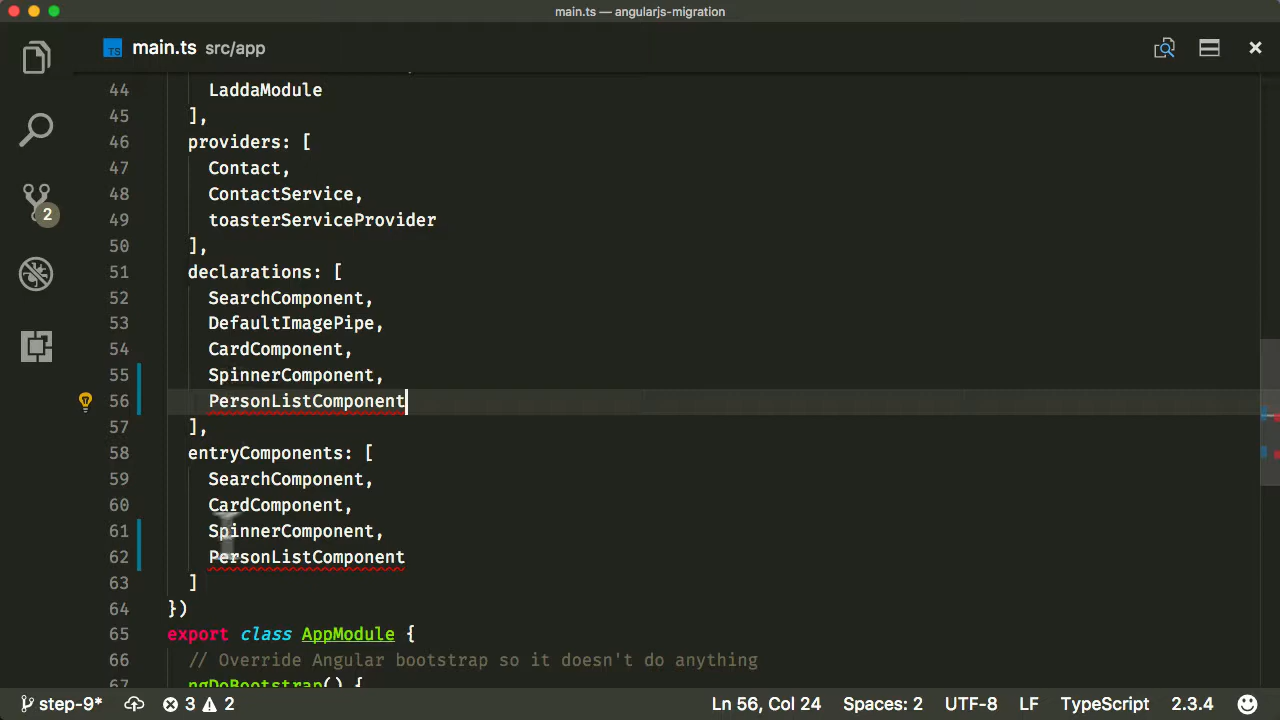 main.ts — angularjs-migration
TS main.ts src/app
44 LaddaModule
45 ],
46 providers: [
47 Contact,
48 ContactService,
49 toasterServiceProvider
50 ],
51 declarations: [
52 SearchComponent,
53 DefaultImagePipe,
54 CardComponent,
55 SpinnerComponent,
56 PersonListComponent
57 ],
58 entryComponents: [
59 SearchComponent,
60 CardComponent,
61 SpinnerComponent,
62 PersonListComponent
63 ]
64 })
65 export class AppModule {
66 // Override Angular bootstrap so it doesn't do anything
67 ngDoBootstrap() {
2
step-9* 3 2 Ln 56, Col 24 Spaces: 2 UTF-8 LF TypeScript 2.3.4